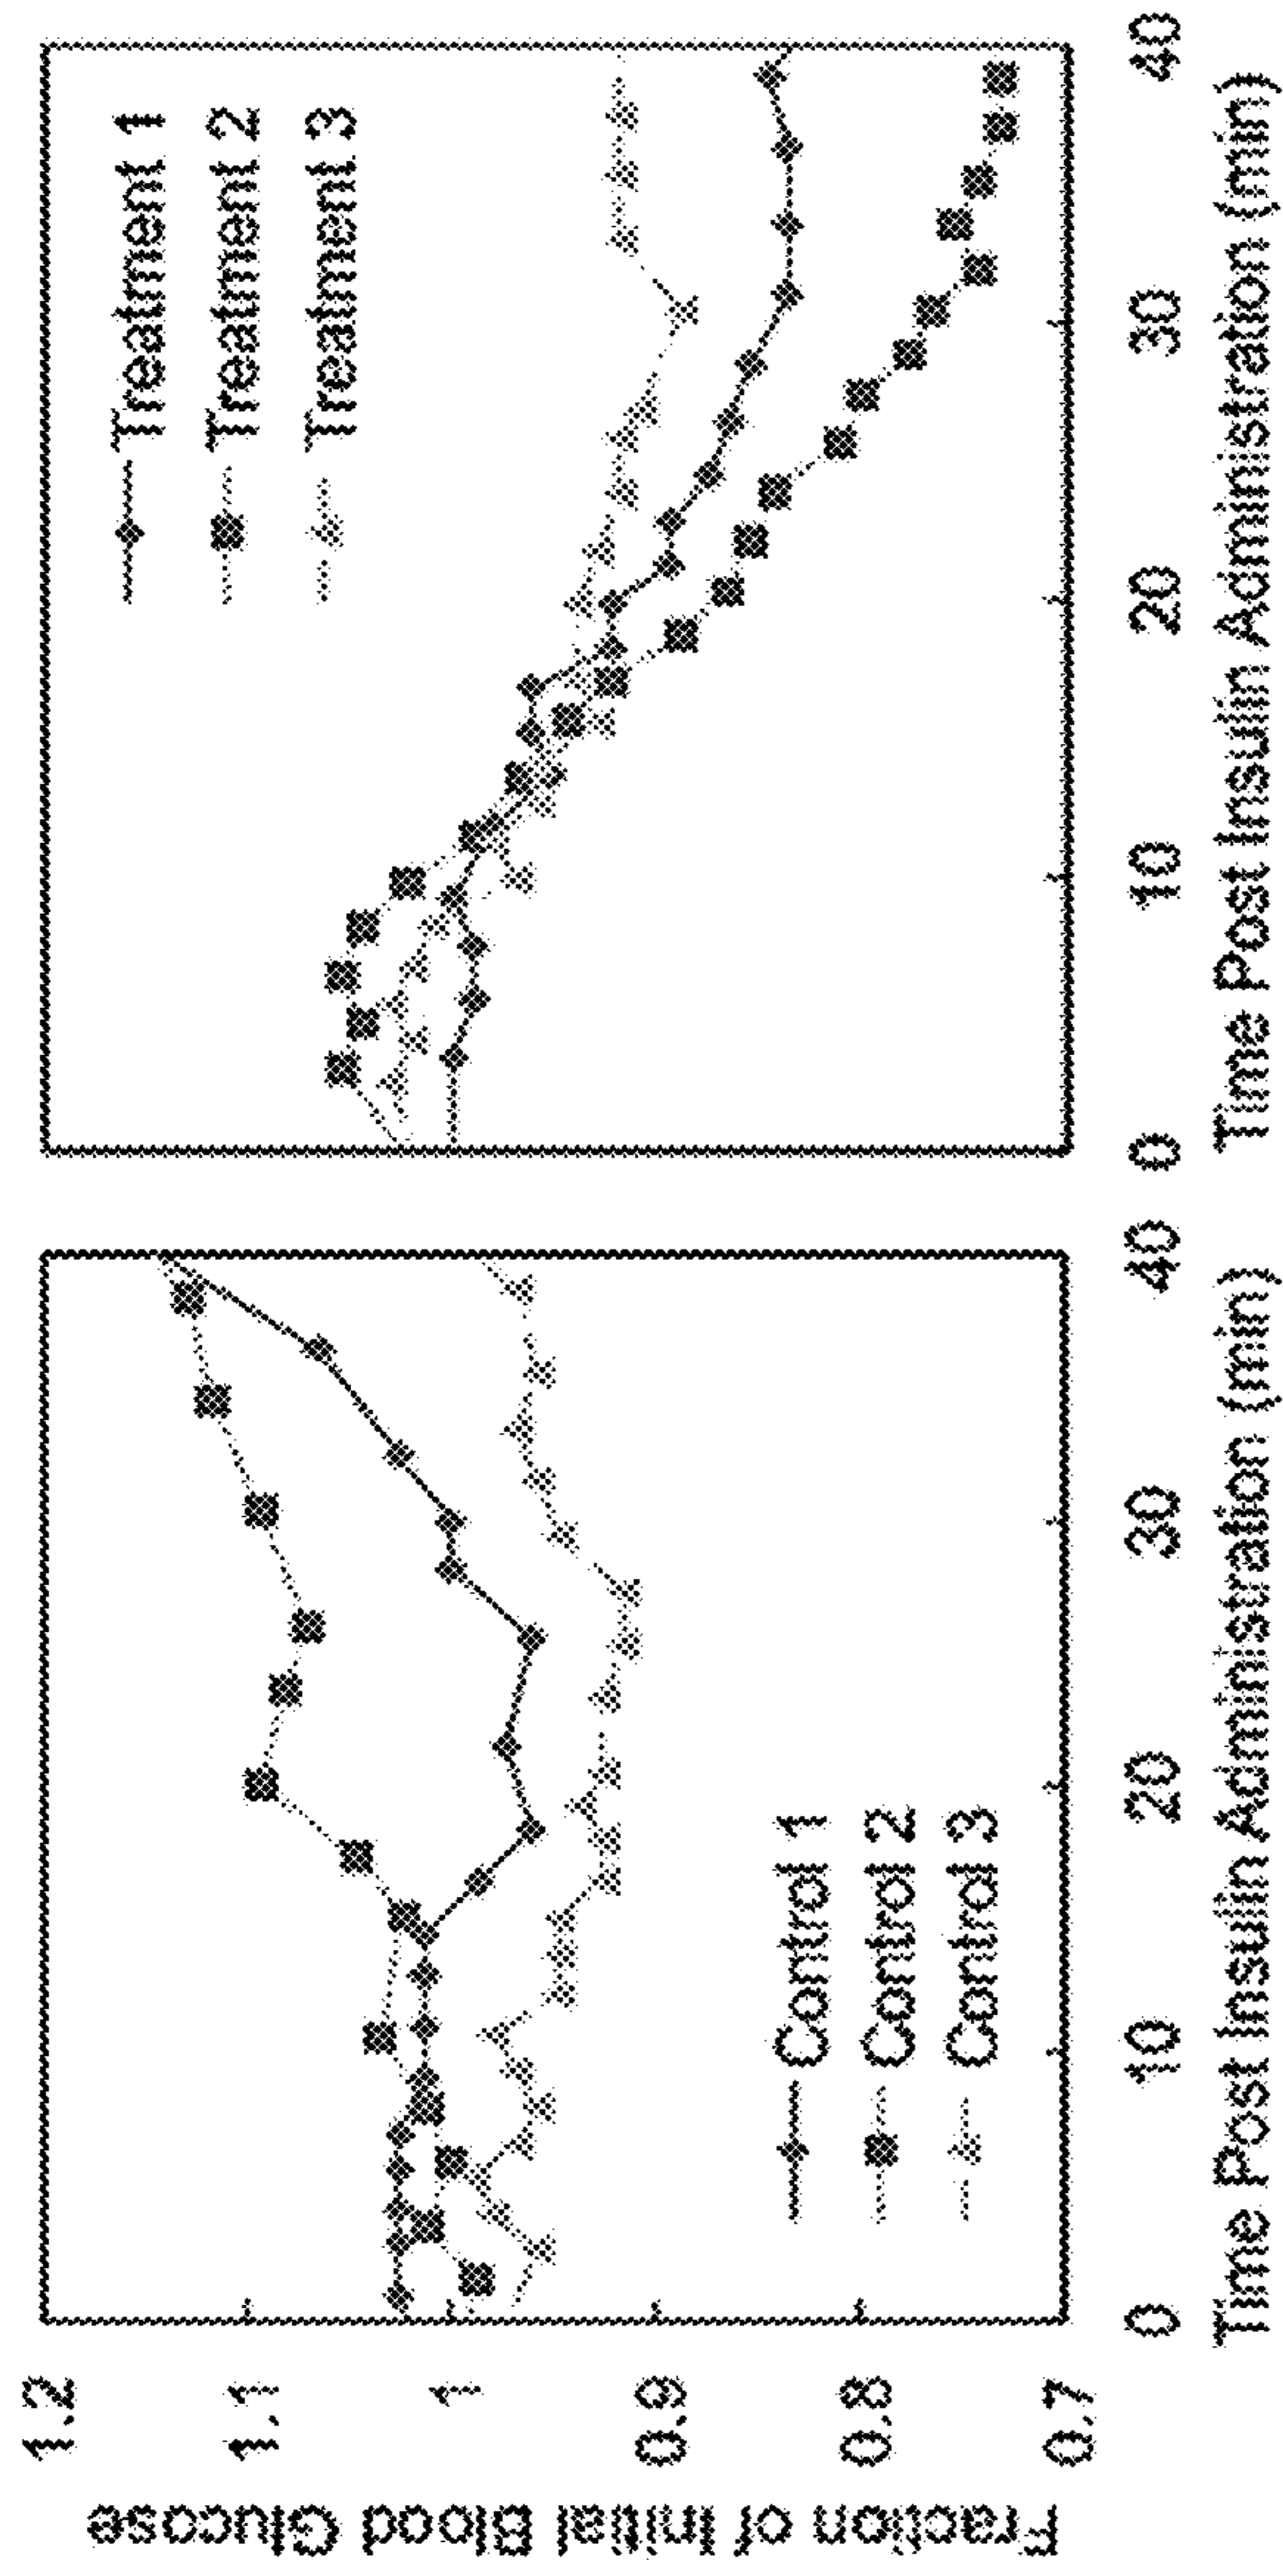 Fraction of Initial Blood Glucose
1.2
1.1
1
0.9
0.8
0.7
Control 1
Control 2
Control 3
0
10
20
30
40
Time Post Insulin Administration (min)
Treatment 1
Treatment 2
Treatment 3
0
10
20
30
40
Time Post Insulin Administration (min)